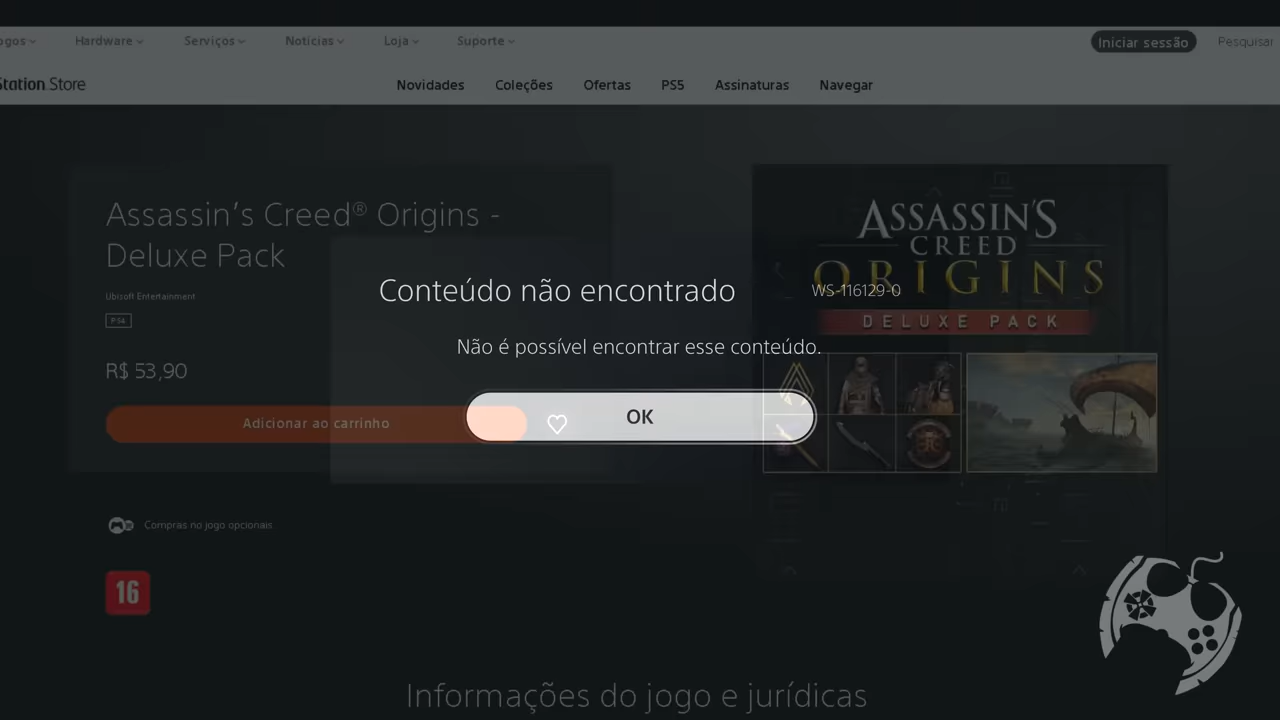 ogos
Hardware
Serviços
Notícias
Loja
Suporte
Iniciar sessão
Pesquisar
Station Store
Novidades
Coleções
Ofertas
PS5
Assinaturas
Navegar
Assassin's Creed® Origins -
Deluxe Pack
Ubisoft Entertainment
PS4
R$ 53,90
Adicionar ao carrinho
Compras no jogo opcionais
16
ASSASSIN'S
CREED
ORIGINS
DELUXE PACK
Conteúdo não encontrado
WS-116129-0
Não é possível encontrar esse conteúdo.
OK
Informações do jogo e jurídicas